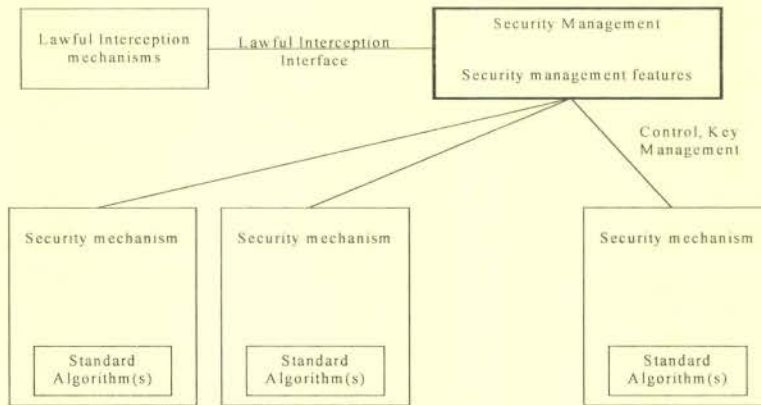 Lawful Interception
mechanisms
Lawful Interception
Interface
Security Management
Security management features
Control, Key
Management
Security mechanism
Security mechanism
Security mechanism
Standard
Algorithm(s)
Standard
Algorithm(s)
Standard
Algorithm(s)